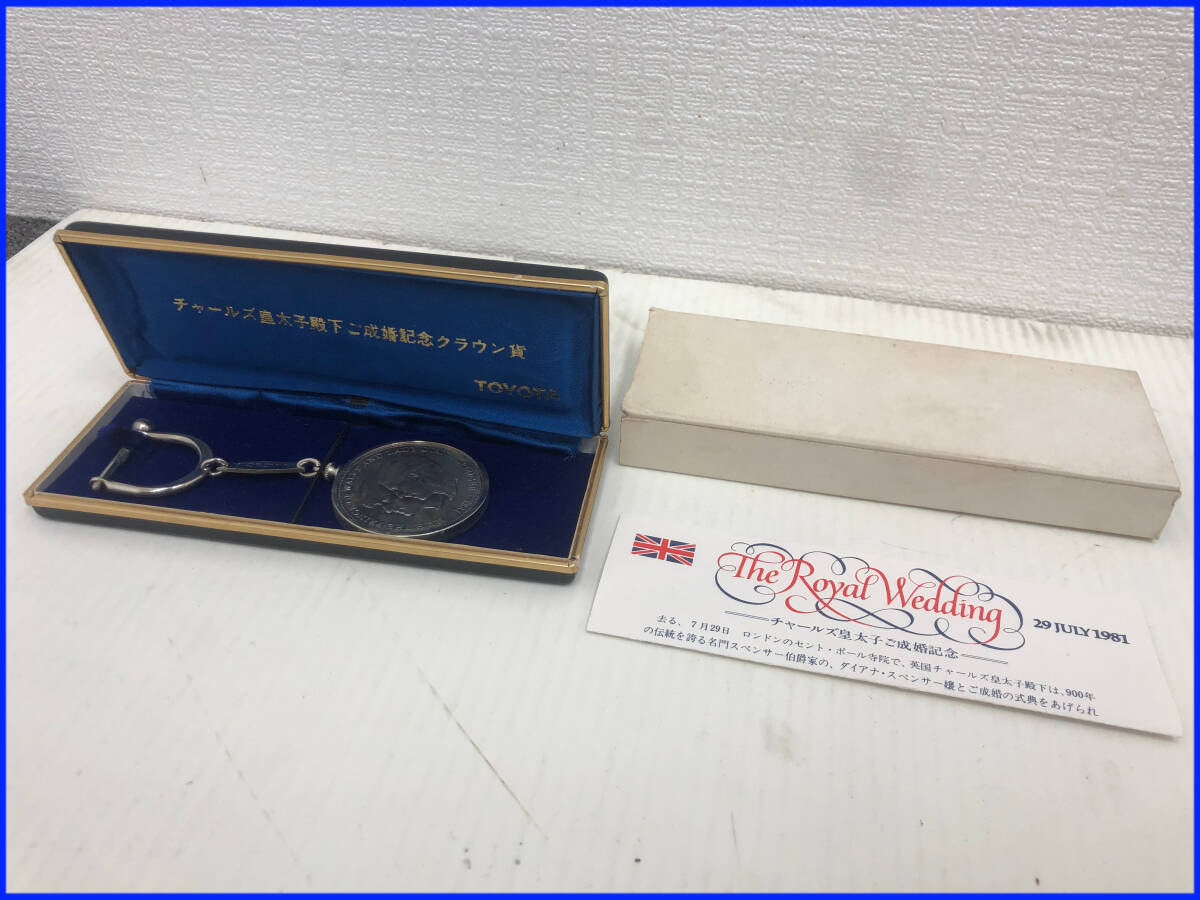 チャールズ皇太子殿下ご成婚記念クラウン貨
TOYOTA
The Royal Wedding
29 JULY 1981
チャールズ皇太子ご成婚記念
去る、7月29日 ロンドンのセント・ポール寺院で、英国チャールズ皇太子殿下は、900年
の伝統を誇る名門スペンサー伯爵家の、ダイアナ・スペンサー嬢とご成婚の式典をあげられ